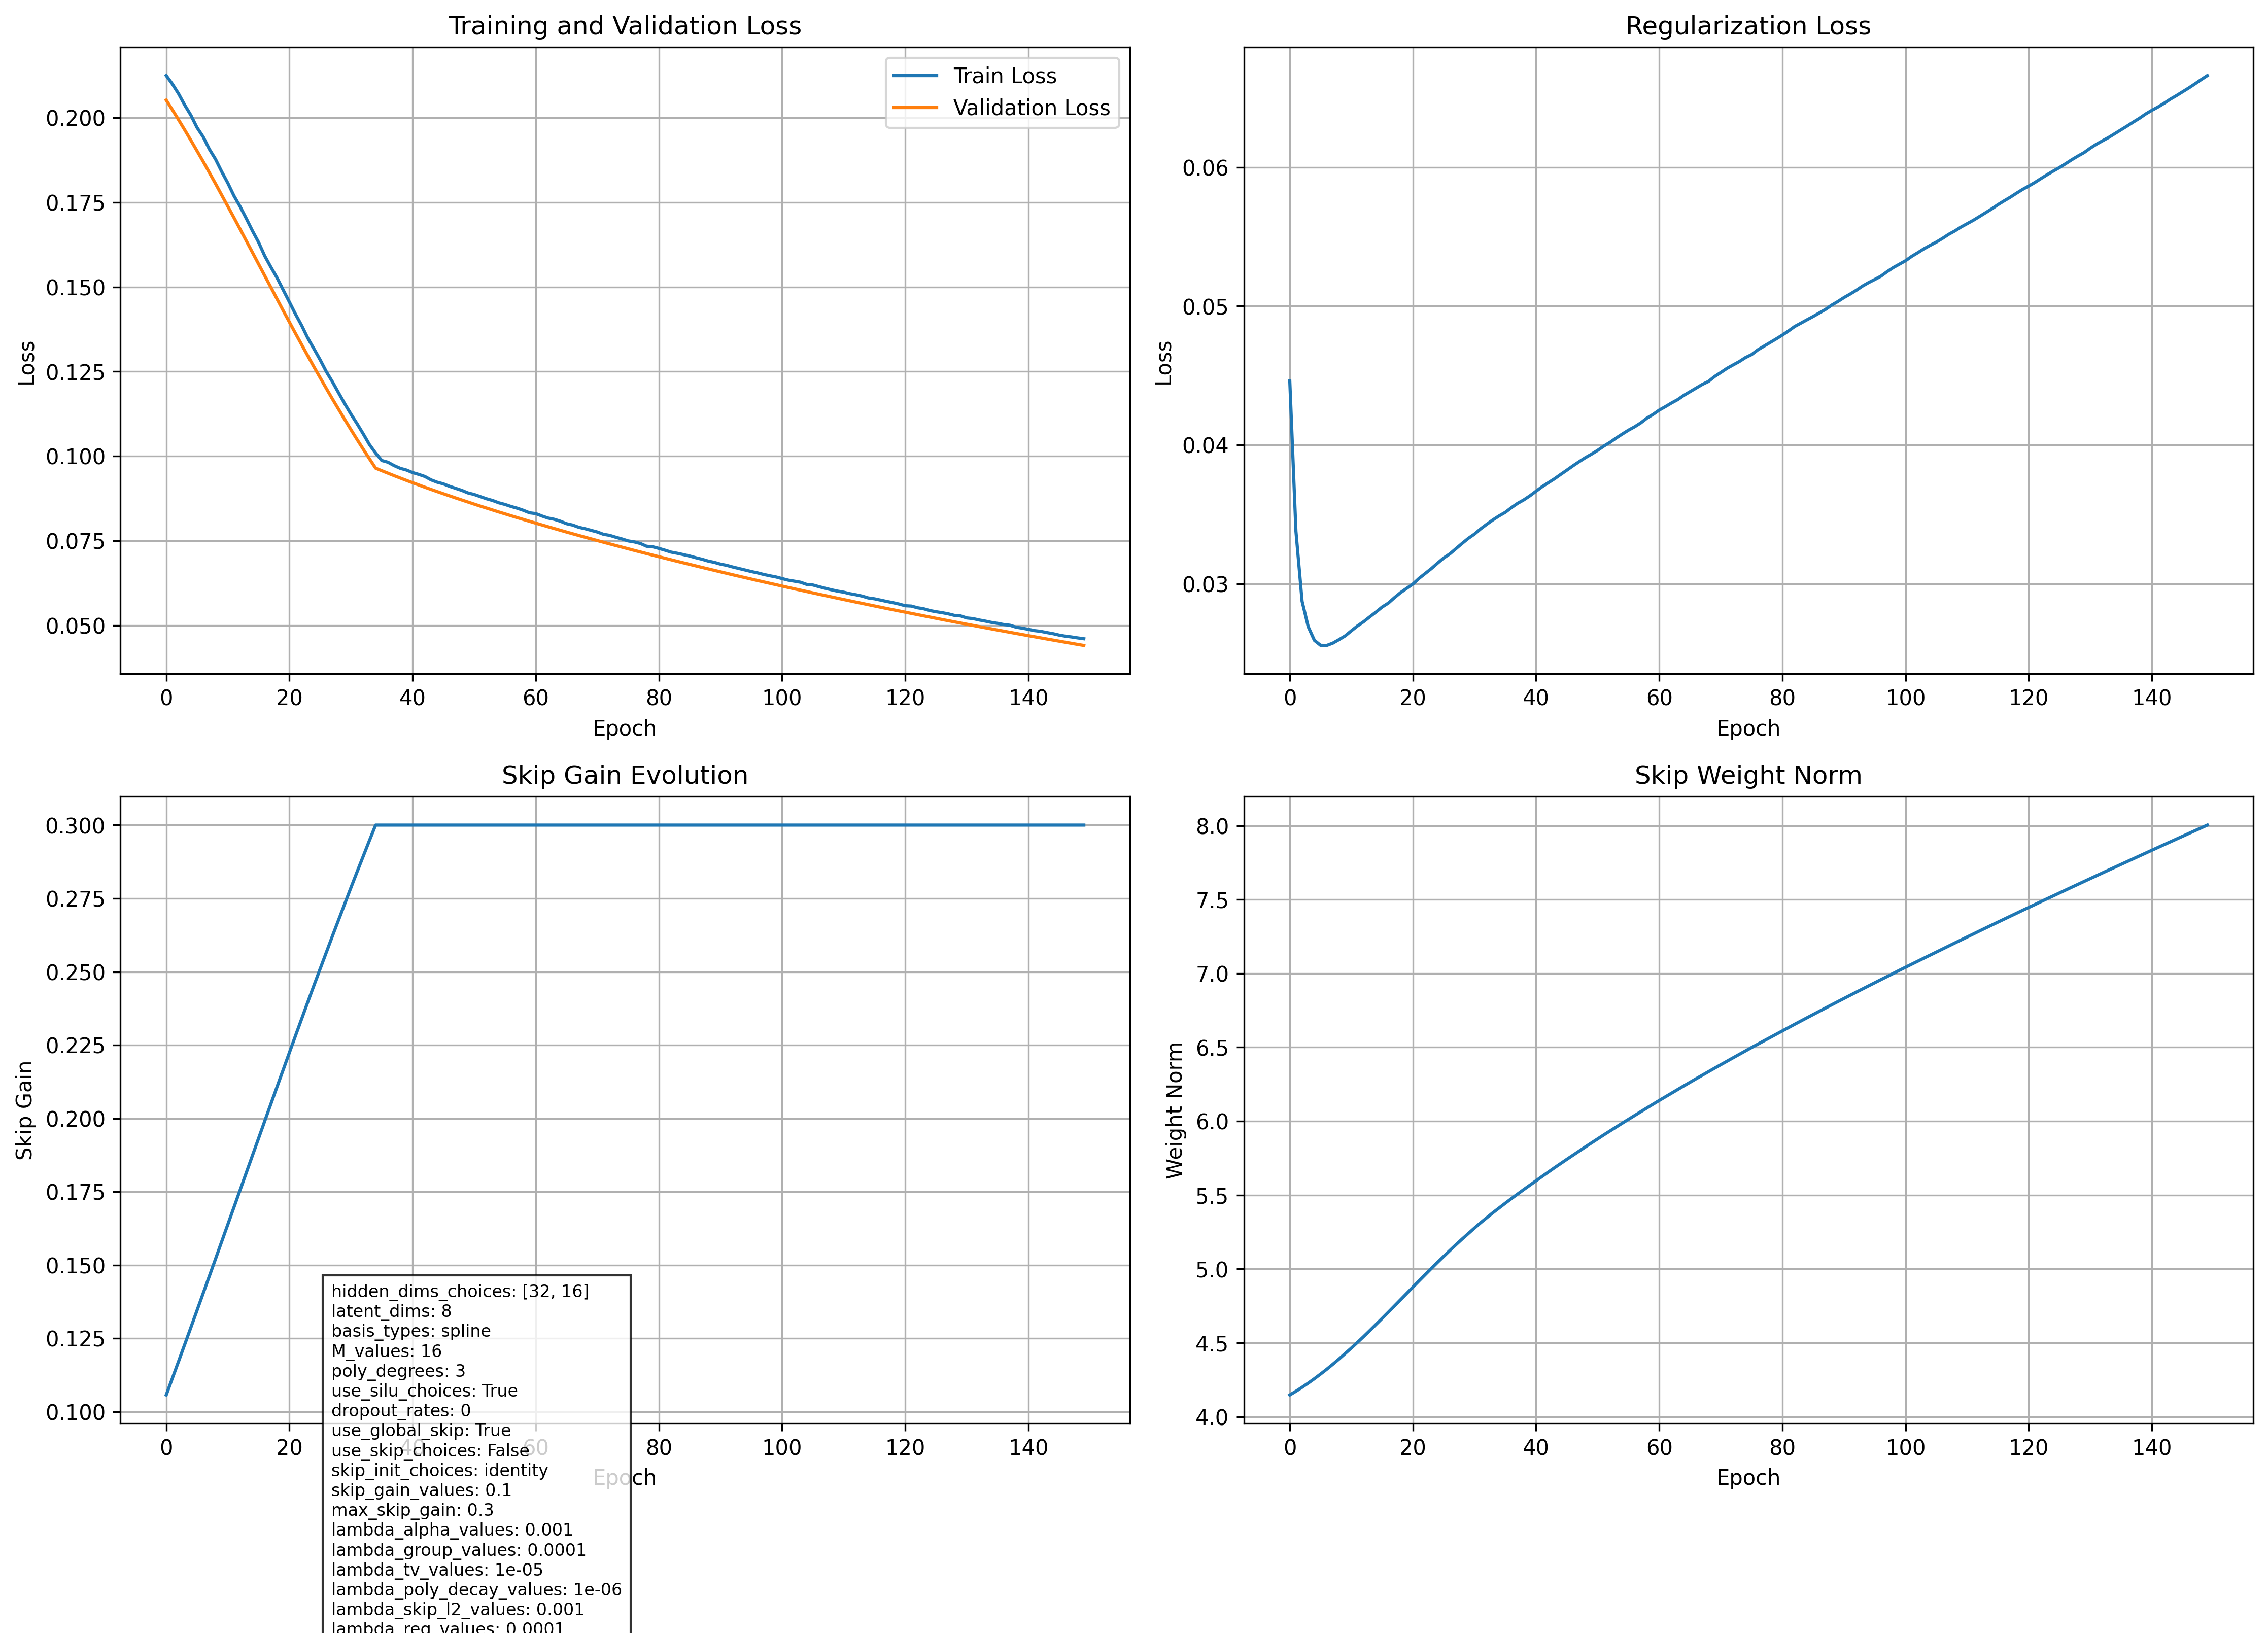 Training and Validation Loss
Train Loss
Validation Loss
0.200
0.175
0.150
0.125
0.100
0.075
0.050
Loss
0 20 40 60 80 100 120 140
Epoch
Regularization Loss
0.06
0.05
0.04
0.03
Loss
0 20 40 60 80 100 120 140
Epoch
Skip Gain Evolution
0.300
0.275
0.250
0.225
0.200
0.175
0.150
0.125
0.100
Skip Gain
0 20 40 60 80 100 120 140
Epoch
hidden_dims_choices: [32, 16]
latent_dims: 8
basis_types: spline
M_values: 16
poly_degrees: 3
use_silu_choices: True
dropout_rates: 0
use_global_skip: True
use_skip_choices: False
skip_init_choices: identity
skip_gain_values: 0.1
max_skip_gain: 0.3
lambda_alpha_values: 0.001
lambda_group_values: 0.0001
lambda_tv_values: 1e-05
lambda_poly_decay_values: 1e-06
lambda_skip_l2_values: 0.001
lambda_reg_values: 0.0001
Skip Weight Norm
8.0
7.5
7.0
6.5
6.0
5.5
5.0
4.5
4.0
Weight Norm
0 20 40 60 80 100 120 140
Epoch